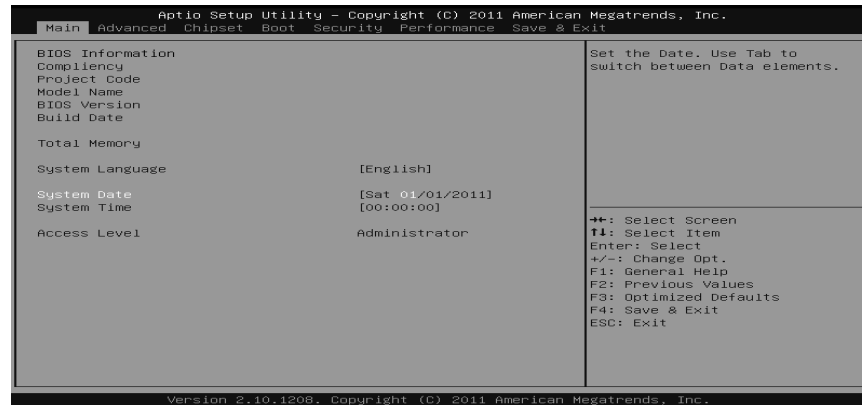 Aptio Setup Utility – Copyright (C) 2011 American Megatrends, Inc.
Main Advanced Chipset Boot Security Performance Save & Exit
BIOS Information
Compliency
Project Code
Model Name
BIOS Version
Build Date
Total Memory
System Language [English]
System Date [Sat 01/01/2011]
System Time [00:00:00]
Access Level Administrator
Set the Date. Use Tab to
switch between Data elements.
→←: Select Screen
↑↓: Select Item
Enter: Select
+/-: Change Opt.
F1: General Help
F2: Previous Values
F3: Optimized Defaults
F4: Save & Exit
ESC: Exit
Version 2.10.1208. Copyright (C) 2011 American Megatrends, Inc.